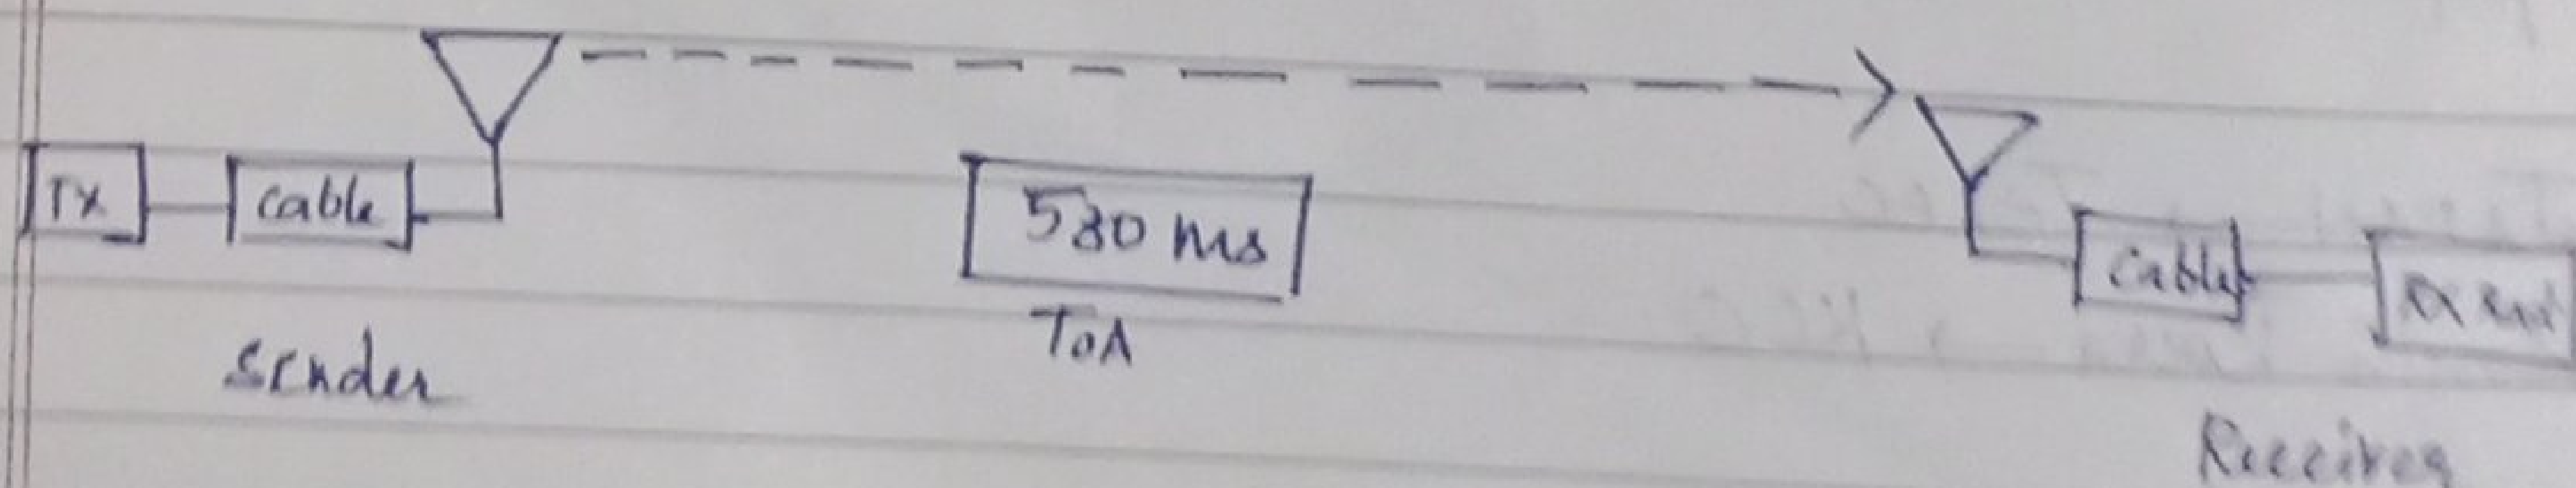 Tx
cable
580 ms
cable
ToA
Sender
Receiver